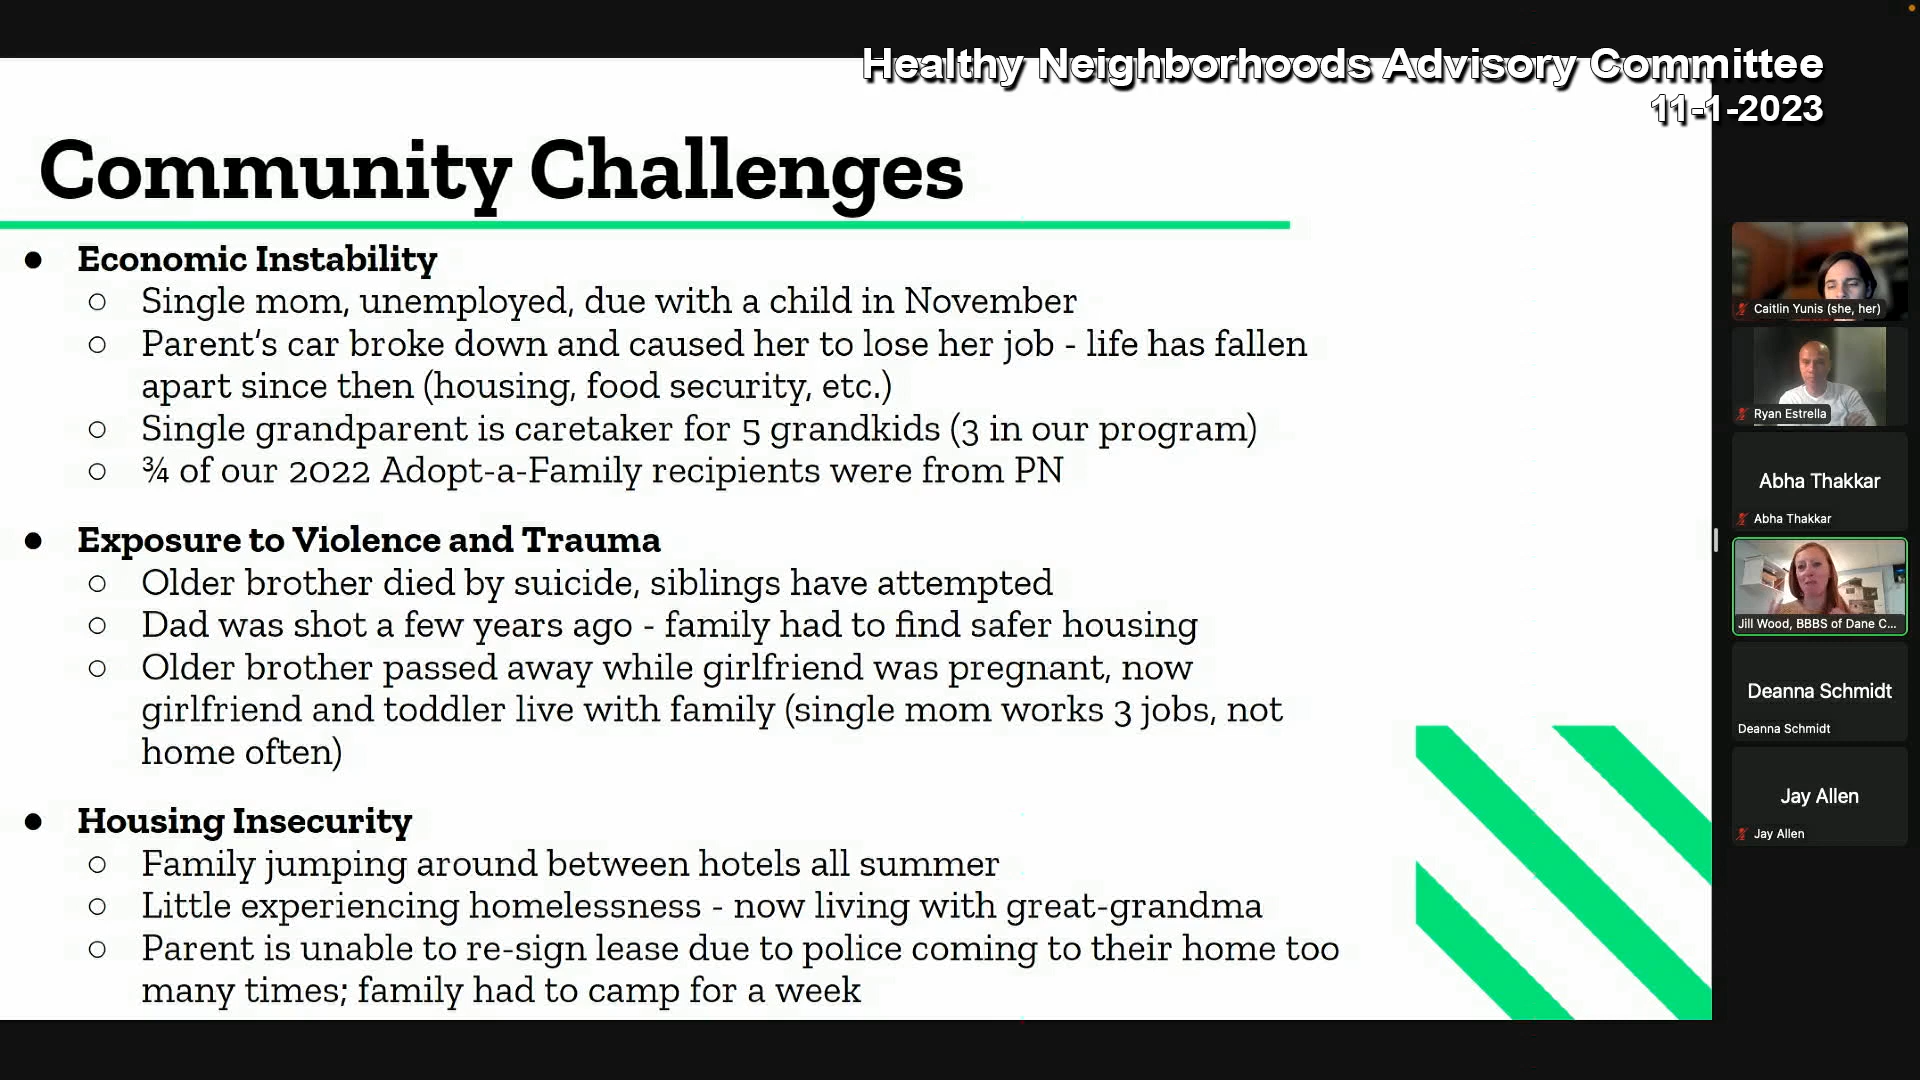 Healthy Neighborhoods Advisory Committee
11-1-2023
Community Challenges
● Economic Instability
○ Single mom, unemployed, due with a child in November
○ Parent‘s car broke down and caused her to lose her job - life has fallen
apart since then (housing, food security, etc.)
○ Single grandparent is caretaker for 5 grandkids (3 in our program)
○ ¾ of our 2022 Adopt-a-Family recipients were from PN
● Exposure to Violence and Trauma
○ Older brother died by suicide, siblings have attempted
○ Dad was shot a few years ago - family had to find safer housing
○ Older brother passed away while girlfriend was pregnant, now
girlfriend and toddler live with family (single mom works 3 jobs, not
home often)
● Housing Insecurity
○ Family jumping around between hotels all summer
○ Little experiencing homelessness - now living with great-grandma
○ Parent is unable to re-sign lease due to police coming to their home too
many times; family had to camp for a week
Caitlin Yunis (she, her)
Ryan Estrella
Abha Thakkar
Abha Thakkar
Jill Wood, BBBS of Dane C...
Deanna Schmidt
Deanna Schmidt
Jay Allen
Jay Allen